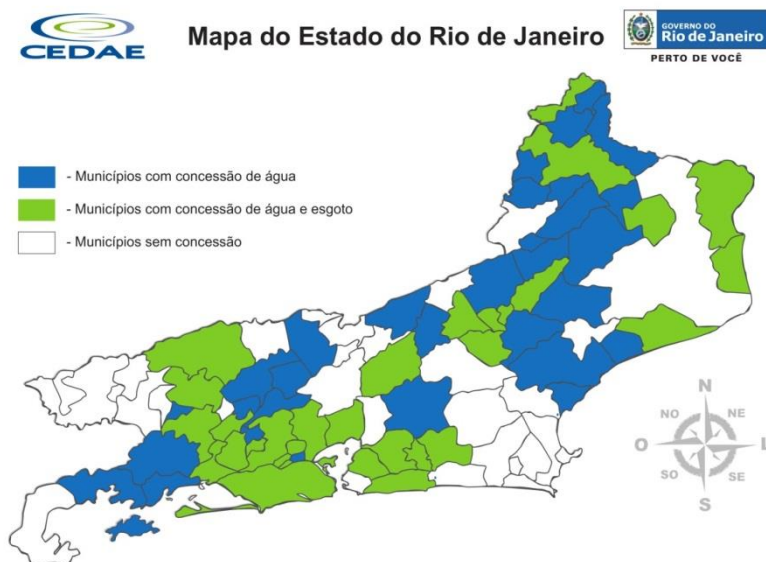 CEDAE
Mapa do Estado do Rio de Janeiro
GOVERNO DO
Rio de Janeiro
PERTO DE VOCÊ
- Municípios com concessão de água
- Municípios com concessão de água e esgoto
- Municípios sem concessão
N
NO
NE
O
L
SO
SE
S